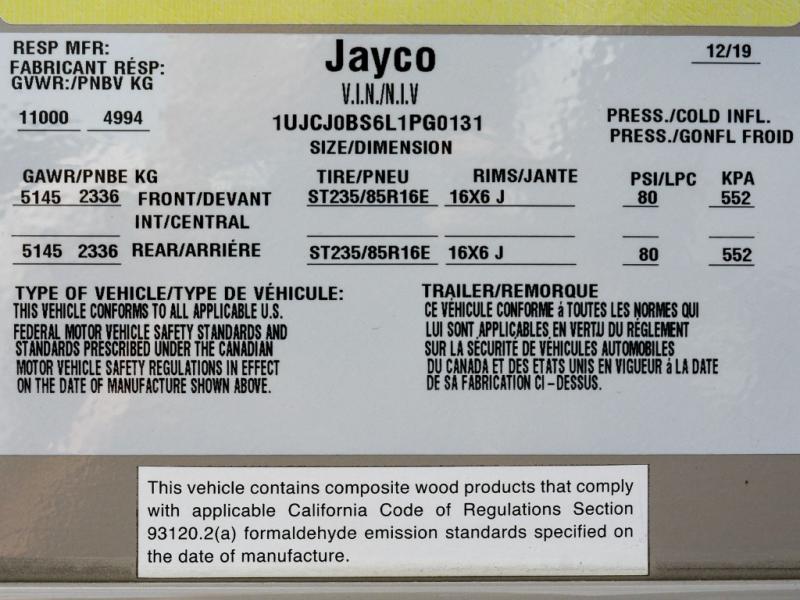 RESP MFR: Jayco 12/19
FABRICANT RÉSP:
GVWR:/PNBV KG V.I.N./N.I.V
11000 4994 1UJCJ0BS6L1PG0131 PRESS./COLD INFL.
SIZE/DIMENSION PRESS./GONFL FROID
GAWR/PNBE KG TIRE/PNEU RIMS/JANTE PSI/LPC KPA
5145 2336 FRONT/DEVANT ST235/85R16E 16X6 J 80 552
INT/CENTRAL
5145 2336 REAR/ARRIÉRE ST235/85R16E 16X6 J 80 552
TYPE OF VEHICLE/TYPE DE VÉHICULE: TRAILER/REMORQUE
THIS VEHICLE CONFORMS TO ALL APPLICABLE U.S.
FEDERAL MOTOR VEHICLE SAFETY STANDARDS AND
STANDARDS PRESCRIBED UNDER THE CANADIAN
MOTOR VEHICLE SAFETY REGULATIONS IN EFFECT
ON THE DATE OF MANUFACTURE SHOWN ABOVE.
CE VÉHICULE CONFORME á TOUTES LES NORMES QUI
LUI SONT APPLICABLES EN VERTU DU RÉGLEMENT
SUR LA SÉCURITÉ DE VÉHICULES AUTOMOBILES
DU CANADA ET DES ÉTATS UNIS EN VIGUEUR á LA DATE
DE SA FABRICATION CI-DESSUS.
This vehicle contains composite wood products that comply
with applicable California Code of Regulations Section
93120.2(a) formaldehyde emission standards specified on
the date of manufacture.